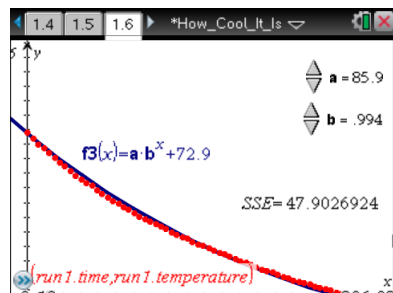 1.4 1.5 1.6 *How_Cool_It_Is
y
a = 85.9
b = .994
f3(x)=a·b^x+72.9
SSE= 47.9026924
x
(run1.time,run1.temperature)